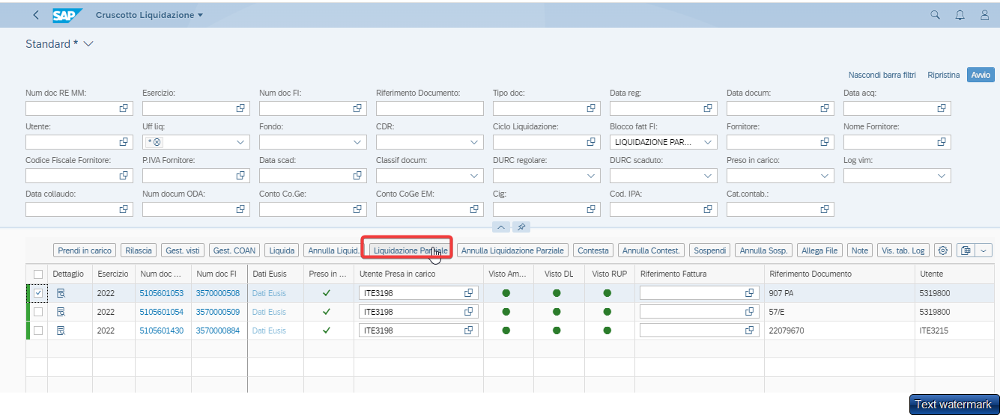 SAP Cruscotto Liquidazione
Standard *
Nascondi barra filtri Ripristina Avvio
Num doc RE MM: Esercizio: Num doc FI: Riferimento Documento: Tipo doc: Data reg: Data docum: Data acq:
Utente: Uff liq: Fondo: CDR: Ciclo Liquidazione: Blocco fatt FI: Fornitore: Nome Fornitore:
* LIQUIDAZIONE PAR...
Codice Fiscale Fornitore: P.IVA Fornitore: Data scad: Classif docum: DURC regolare: DURC scaduto: Preso in carico: Log vim:
Data collaudo: Num docum ODA: Conto Co.Ge: Conto CoGe EM: Cig: Cod. IPA: Cat.contab.:
Prendi in carico Rilascia Gest. visti Gest. COAN Liquida Annulla Liquid. Liquidazione Parziale Annulla Liquidazione Parziale Contesta Annulla Contest. Sospendi Annulla Sosp. Allega File Note Vis. tab. Log
Dettaglio Esercizio Num doc ... Num doc FI Dati Eusis Preso in ... Utente Presa in carico Visto Am... Visto DL Visto RUP Riferimento Fattura Riferimento Documento Utente
2022 5105601053 3570000508 Dati Eusis ITE3198 907 PA 5319800
2022 5105601054 3570000509 Dati Eusis ITE3198 57/E 5319800
2022 5105601430 3570000884 Dati Eusis ITE3198 22079670 ITE3215
Text watermark